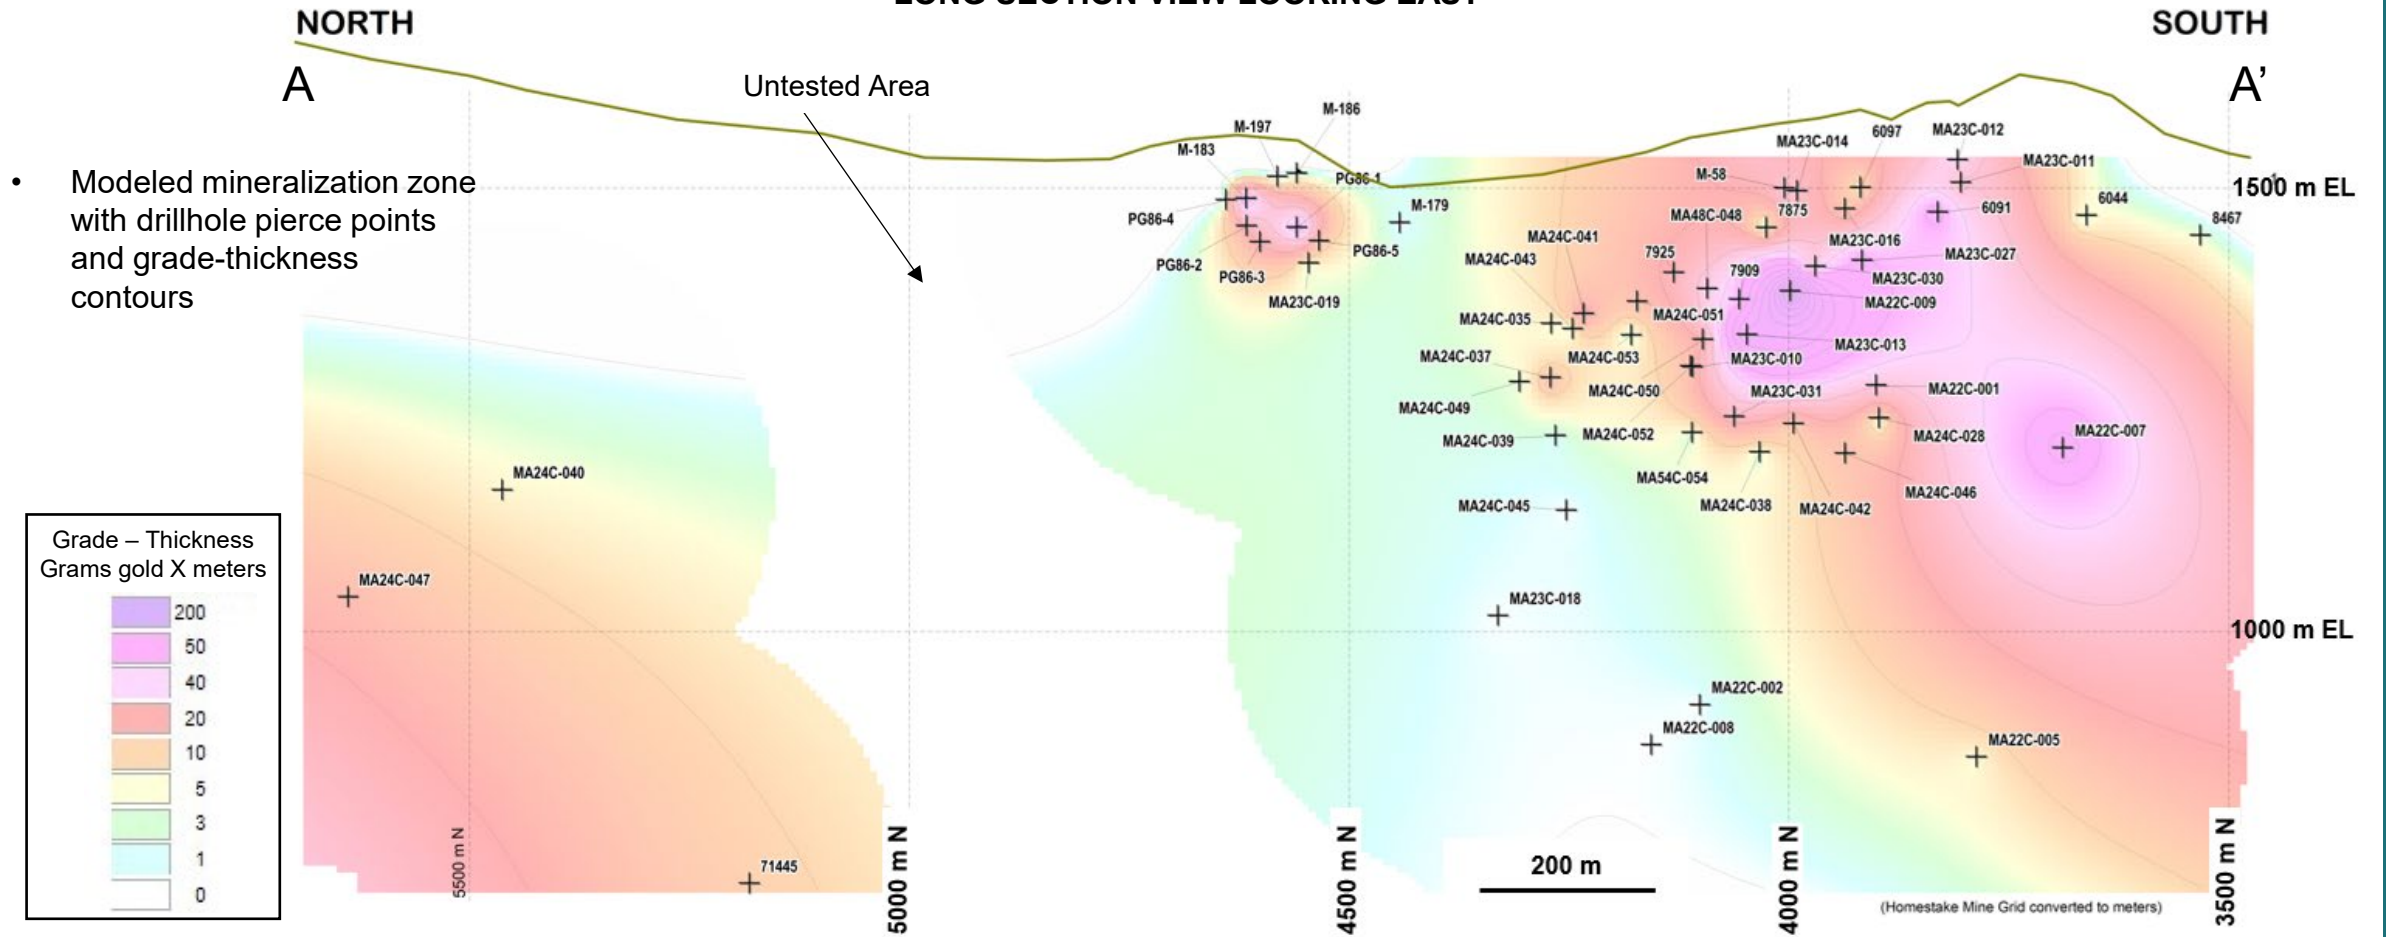 LONG SECTION VIEW LOOKING EAST
NORTH
SOUTH
A
A’
Untested Area
• Modeled mineralization zone
with drillhole pierce points
and grade-thickness
contours
M-186
M-197
M-183
PG86-1
PG86-4
M-179
PG86-2
PG86-3
PG86-5
MA23C-019
MA23C-014
6097
MA23C-012
MA23C-011
M-58
1500 m EL
7875
6091
6044
8467
MA48C-048
MA24C-041
MA23C-016
MA24C-043
7925
MA23C-027
7909
MA23C-030
MA22C-009
MA24C-035
MA24C-051
MA23C-013
MA24C-037
MA24C-053
MA23C-010
MA24C-050
MA23C-031
MA22C-001
MA24C-049
MA24C-039
MA24C-052
MA24C-028
MA22C-007
MA54C-054
MA24C-046
MA24C-045
MA24C-038
MA24C-042
MA24C-040
MA24C-047
MA23C-018
1000 m EL
MA22C-002
MA22C-008
MA22C-005
71445
Grade – Thickness
Grams gold X meters
200
50
40
20
10
5
3
1
0
5500 m N
5000 m N
4500 m N
4000 m N
3500 m N
200 m
(Homestake Mine Grid converted to meters)